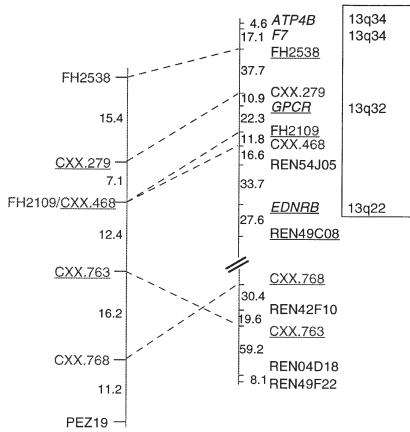 4.6 ATP4B 13q34
17.1 F7 13q34
FH2538
FH2538
37.7
15.4
CXX.279
10.9
GPCR 13q32
22.3
FH2109
11.8
CXX.468
16.6
REN54J05
CXX.279
7.1
33.7
FH2109/CXX.468
EDNRB 13q22
12.4
27.6
REN49C08
CXX.763
CXX.768
30.4
16.2
REN42F10
19.6
CXX.763
59.2
CXX.768
REN04D18
11.2
8.1 REN49F22
PEZ19